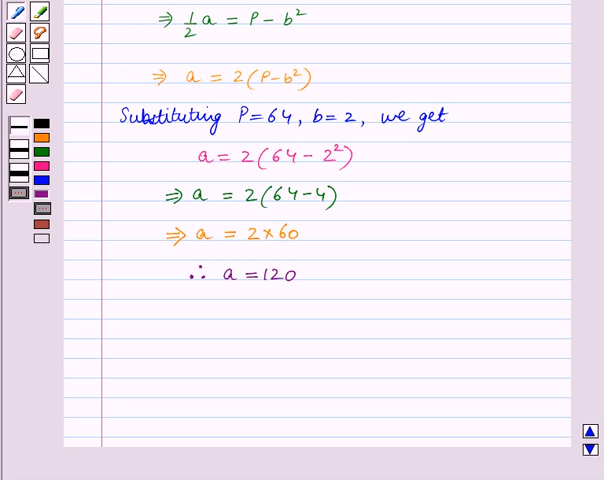 ⇒ 1/2 a = P − b²
⇒ a = 2(P−b²)
Substituting P=64, b=2, we get
a = 2(64−2²)
⇒ a = 2(64−4)
⇒ a = 2×60
∴ a = 120